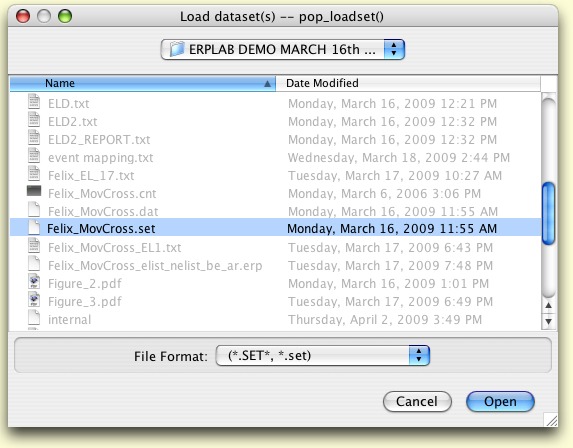 Load dataset(s) -- pop_loadset()
ERPLAB DEMO MARCH 16th ...
Name Date Modified
ELD.txt Monday, March 16, 2009 12:21 PM
ELD2.txt Monday, March 16, 2009 12:32 PM
ELD2_REPORT.txt Monday, March 16, 2009 12:32 PM
event mapping.txt Wednesday, March 18, 2009 2:44 PM
Felix_EL_17.txt Tuesday, March 17, 2009 10:27 AM
Felix_MovCross.cnt Monday, March 6, 2006 3:06 PM
Felix_MovCross.dat Monday, March 16, 2009 11:55 AM
Felix_MovCross.set Monday, March 16, 2009 11:55 AM
Felix_MovCross_EL1.txt Tuesday, March 17, 2009 6:43 PM
Felix_MovCross_elist_nelist_be_ar.erp Tuesday, March 17, 2009 7:48 PM
Figure_2.pdf Monday, March 16, 2009 1:01 PM
Figure_3.pdf Tuesday, March 17, 2009 6:49 PM
internal Thursday, April 2, 2009 3:49 PM
File Format: (*.SET*, *.set)
Cancel Open